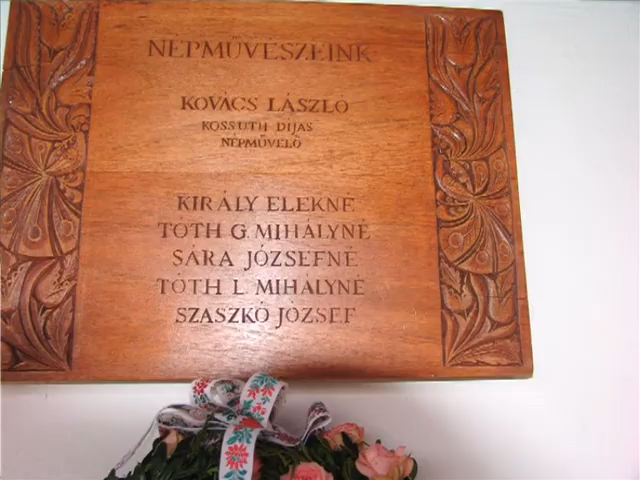 NÉPMŰVÉSZEINK
KOVÁCS LÁSZLÓ
KOSSUTH DÍJAS
NÉPMŰVELŐ
KIRÁLY ELEKNÉ
TÓTH G. MIHÁLYNÉ
SÁRA JÓZSEFNÉ
TÓTH L. MIHÁLYNÉ
SZASZKÓ JÓZSEF